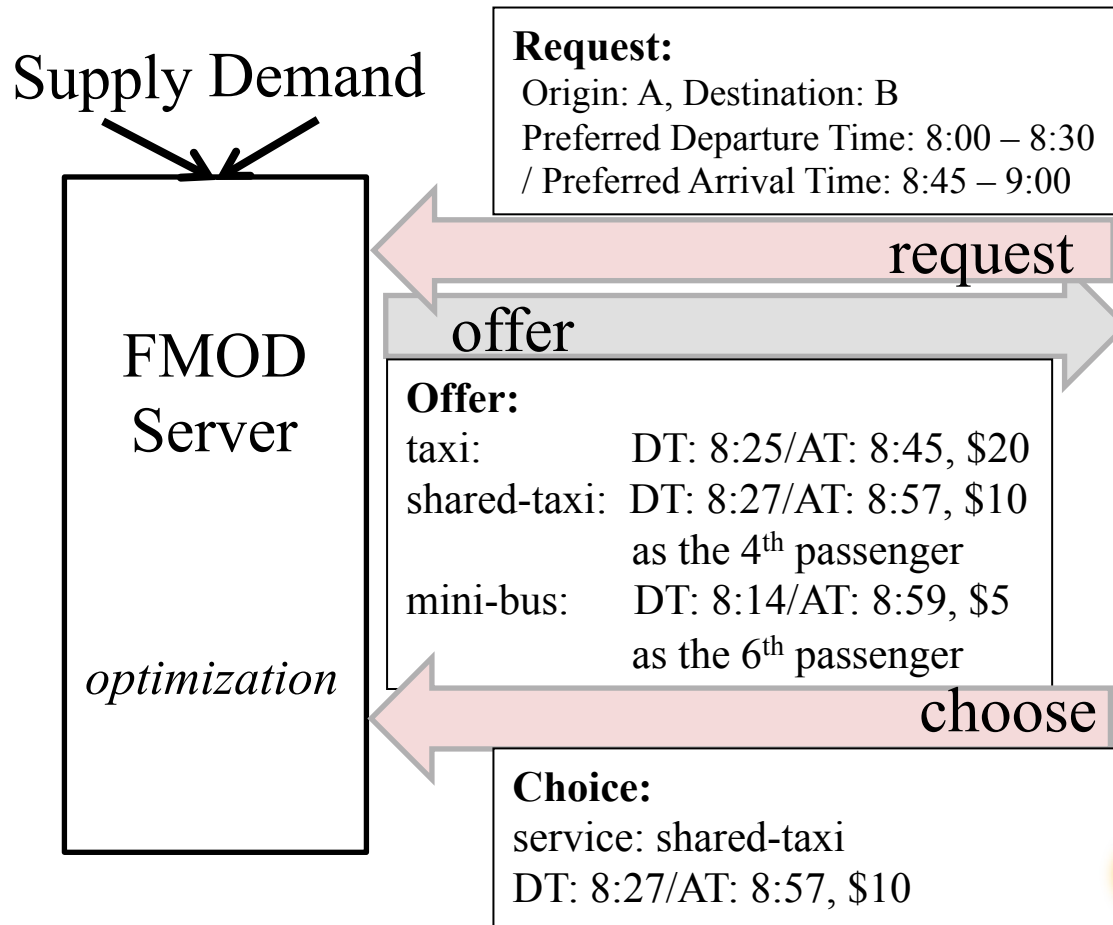 Supply Demand
FMOD
Server
optimization
Request:
Origin: A, Destination: B
Preferred Departure Time: 8:00 – 8:30
/ Preferred Arrival Time: 8:45 – 9:00
request
offer
Offer:
taxi: DT: 8:25/AT: 8:45, $20
shared-taxi: DT: 8:27/AT: 8:57, $10
as the 4th passenger
mini-bus: DT: 8:14/AT: 8:59, $5
as the 6th passenger
choose
Choice:
service: shared-taxi
DT: 8:27/AT: 8:57, $10